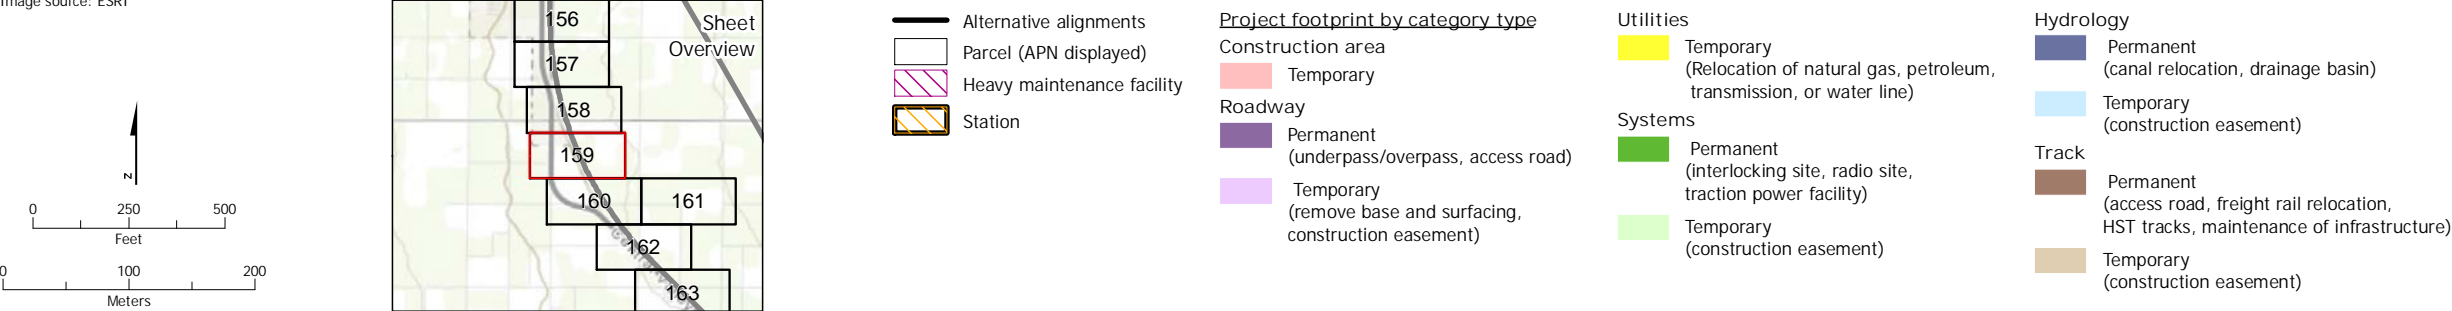 Image source: ESRI
N
0 250 500
Feet
0 100 200
Meters
Sheet
Overview
156
157
158
159
160
161
162
163
Alternative alignments
Parcel (APN displayed)
Heavy maintenance facility
Station
Project footprint by category type
Construction area
Temporary
Roadway
Permanent
(underpass/overpass, access road)
Temporary
(remove base and surfacing,
construction easement)
Utilities
Temporary
(Relocation of natural gas, petroleum,
transmission, or water line)
Systems
Permanent
(interlocking site, radio site,
traction power facility)
Temporary
(construction easement)
Hydrology
Permanent
(canal relocation, drainage basin)
Temporary
(construction easement)
Track
Permanent
(access road, freight rail relocation,
HST tracks, maintenance of infrastructure)
Temporary
(construction easement)